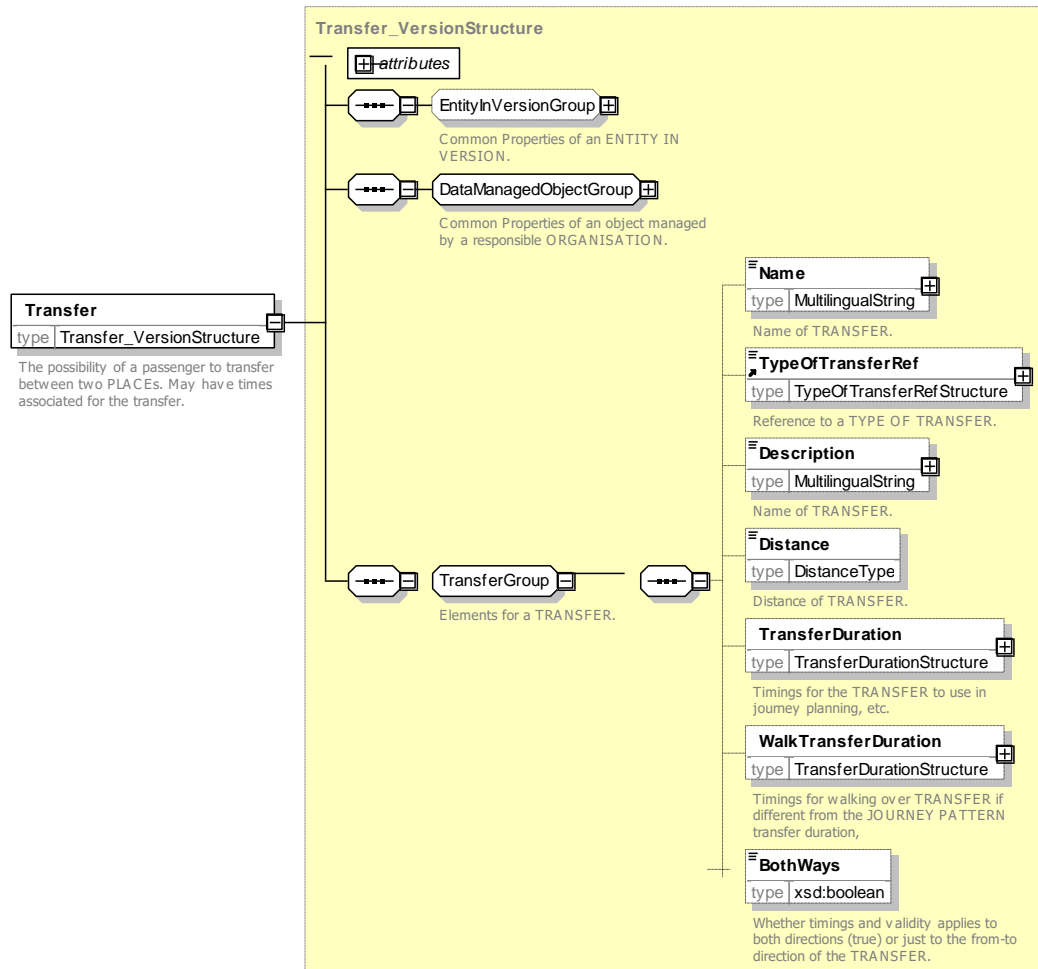 Transfer_VersionStructure
attributes
EntityInVersionGroup
Common Properties of an ENTITY IN
VERSION.
DataManagedObjectGroup
Common Properties of an object managed
by a responsible ORGANISATION.
Transfer
type Transfer_VersionStructure
The possibility of a passenger to transfer
between two PLACEs. May have times
associated for the transfer.
TransferGroup
Elements for a TRANSFER.
Name
type MultilingualString
Name of TRANSFER.
TypeOfTransferRef
type TypeOfTransferRefStructure
Reference to a TYPE OF TRANSFER.
Description
type MultilingualString
Name of TRANSFER.
Distance
type DistanceType
Distance of TRANSFER.
TransferDuration
type TransferDurationStructure
Timings for the TRANSFER to use in
journey planning, etc.
WalkTransferDuration
type TransferDurationStructure
Timings for walking over TRANSFER if
different from the JOURNEY PATTERN
transfer duration,
BothWays
type xsd:boolean
Whether timings and validity applies to
both directions (true) or just to the from-to
direction of the TRANSFER.